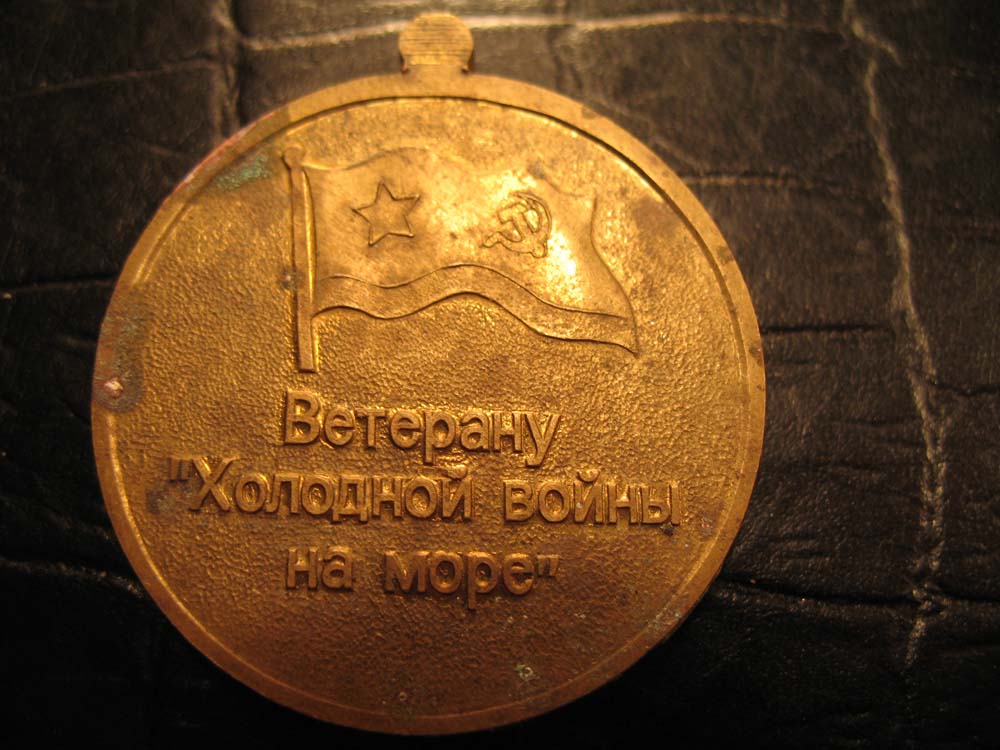 Ветерану
"Холодной войны
на море"